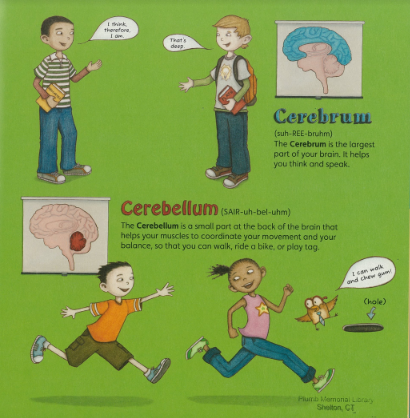 I think,
therefore,
I am.
That's
deep.
Cerebrum
(suh-REE-bruhm)
The Cerebrum is the largest
part of your brain. It helps
you think and speak.
Cerebellum (SAIR-uh-bel-uhm)
The Cerebellum is a small part at the back of the brain that
helps your muscles to coordinate your movement and your
balance, so that you can walk, ride a bike, or play tag.
I can walk
and chew gum!
(hole)
Plumb Memorial Library
Shelton, CT